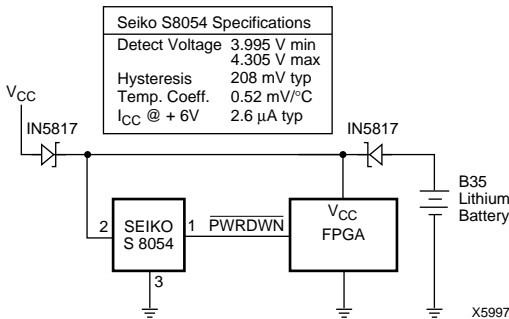 Seiko S8054 Specifications
Detect Voltage 3.995 V min
4.305 V max
Hysteresis 208 mV typ
Temp. Coeff. 0.52 mV/°C
ICC @ + 6V 2.6 µA typ
VCC
IN5817
IN5817
B35
Lithium
Battery
2
SEIKO
S 8054
1
PWRDWN
VCC
FPGA
3
X5997